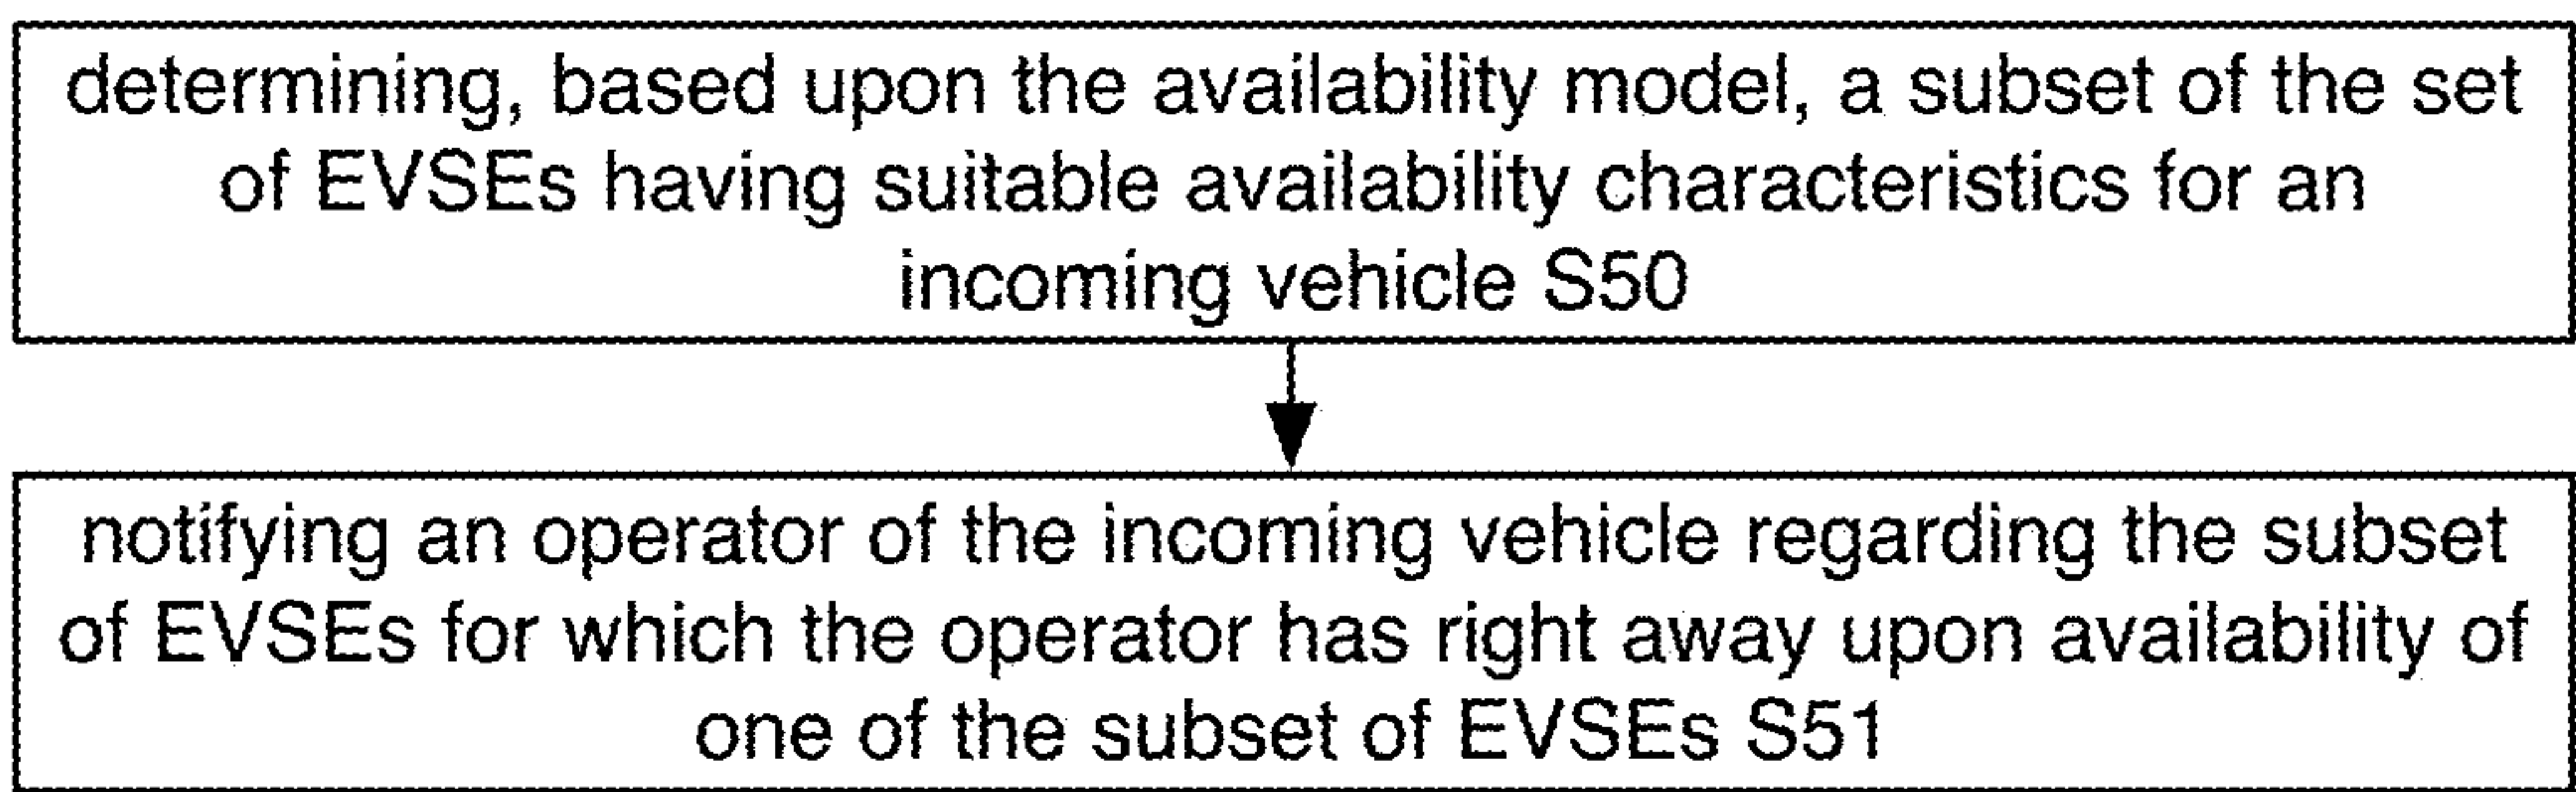 determining, based upon the availability model, a subset of the set
of EVSEs having suitable availability characteristics for an
incoming vehicle S50
notifying an operator of the incoming vehicle regarding the subset
of EVSEs for which the operator has right away upon availability of
one of the subset of EVSEs S51